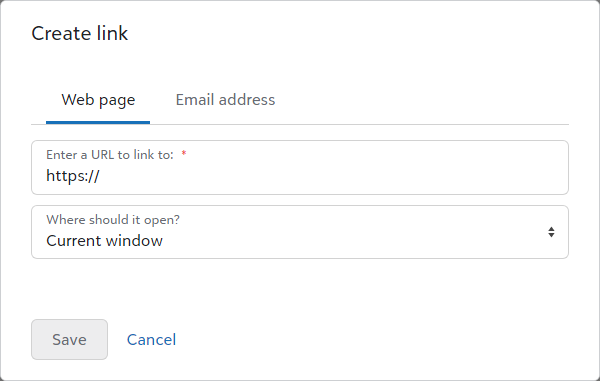 Create link
Web page Email address
Enter a URL to link to: *
https://
Where should it open?
Current window
Save Cancel